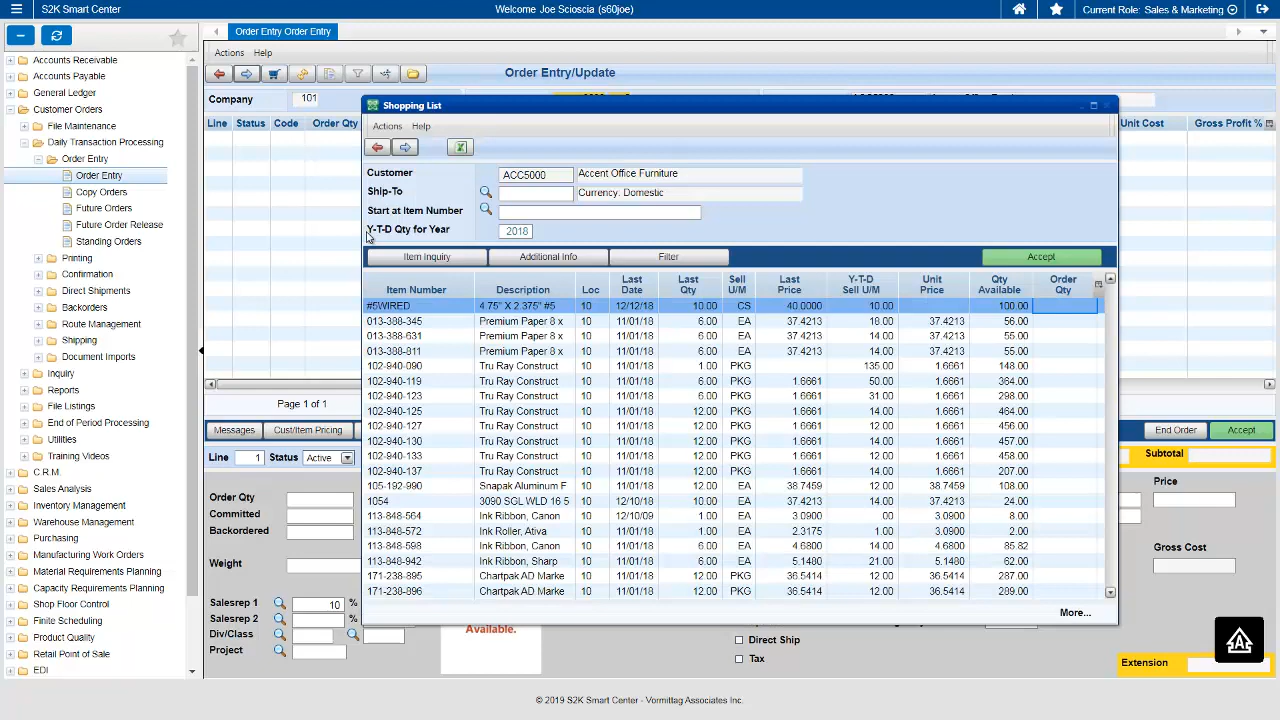 S2K Smart Center
Welcome Joe Scioscia (s60joe)
Current Role: Sales & Marketing
Order Entry Order Entry
Actions Help
Order Entry/Update
Company 101
Line Status Code Order Qty Unit Cost Gross Profit %
Accounts Receivable
Accounts Payable
General Ledger
Customer Orders
File Maintenance
Daily Transaction Processing
Order Entry
Order Entry
Copy Orders
Future Orders
Future Order Release
Standing Orders
Printing
Confirmation
Direct Shipments
Backorders
Route Management
Shipping
Document Imports
Inquiry
Reports
File Listings
End of Period Processing
Utilities
Training Videos
C.R.M.
Sales Analysis
Inventory Management
Warehouse Management
Purchasing
Manufacturing Work Orders
Material Requirements Planning
Capacity Requirements Planning
Shop Floor Control
Finite Scheduling
Product Quality
Retail Point of Sale
EDI
Shopping List
Actions Help
Customer ACC5000 Accent Office Furniture
Ship-To Currency: Domestic
Start at Item Number
Y-T-D Qty for Year 2018
Item Inquiry Additional Info Filter Accept
Item Number Description Loc Last Date Last Qty Sell U/M Last Price Y-T-D Sell U/M Unit Price Qty Available Order Qty
#5WIRED 4.75" X 2.375" #5 10 12/12/18 10.00 CS 40.0000 10.00 100.00
013-388-345 Premium Paper 8 x 10 11/01/18 6.00 EA 37.4213 18.00 37.4213 56.00
013-388-631 Premium Paper 8 x 10 11/01/18 6.00 EA 37.4213 14.00 37.4213 55.00
013-388-811 Premium Paper 8 x 10 11/01/18 6.00 EA 37.4213 14.00 37.4213 55.00
102-940-090 Tru Ray Construct 10 11/01/18 1.00 PKG 135.00 1.6661 148.00
102-940-119 Tru Ray Construct 10 11/01/18 6.00 PKG 1.6661 50.00 1.6661 364.00
102-940-123 Tru Ray Construct 10 11/01/18 6.00 PKG 1.6661 31.00 1.6661 298.00
102-940-125 Tru Ray Construct 10 11/01/18 12.00 PKG 1.6661 14.00 1.6661 464.00
102-940-127 Tru Ray Construct 10 11/01/18 12.00 PKG 1.6661 12.00 1.6661 456.00
102-940-130 Tru Ray Construct 10 11/01/18 12.00 PKG 1.6661 14.00 1.6661 457.00
102-940-133 Tru Ray Construct 10 11/01/18 12.00 PKG 1.6661 12.00 1.6661 458.00
102-940-137 Tru Ray Construct 10 11/01/18 12.00 PKG 1.6661 14.00 1.6661 207.00
105-192-990 Snapak Aluminum F 10 11/01/18 6.00 EA 38.7459 12.00 38.7459 108.00
1054 3090 SGL WLD 16 5 10 12/10/18 10.00 EA 37.4213 14.00 37.4213 24.00
113-848-564 Ink Ribbon, Canon 10 12/10/09 1.00 EA 3.0900 .00 3.0900 8.00
113-848-572 Ink Roller, Ativa 10 11/01/18 1.00 EA 2.3175 1.00 3.0900 2.00
113-848-598 Ink Ribbon, Canon 10 11/01/18 6.00 EA 4.6800 14.00 4.6800 85.82
113-848-942 Ink Ribbon, Sharp 10 11/01/18 6.00 EA 5.1480 21.00 5.1480 62.00
171-238-895 Chartpak AD Marke 10 11/01/18 12.00 PKG 36.5414 12.00 36.5414 287.00
171-238-996 Chartpak AD Marke 10 11/01/18 12.00 PKG 36.5414 12.00 36.5414 289.00
More...
Page 1 of 1
Messages Cust/Item Pricing End Order Accept
Line 1 Status Active Subtotal
Order Qty
Committed
Backordered
Weight
Salesrep 1 10 %
Salesrep 2 %
Div/Class
Project
Available.
Direct Ship
Tax
Price
Gross Cost
Extension
© 2019 S2K Smart Center - Vormittag Associates Inc.